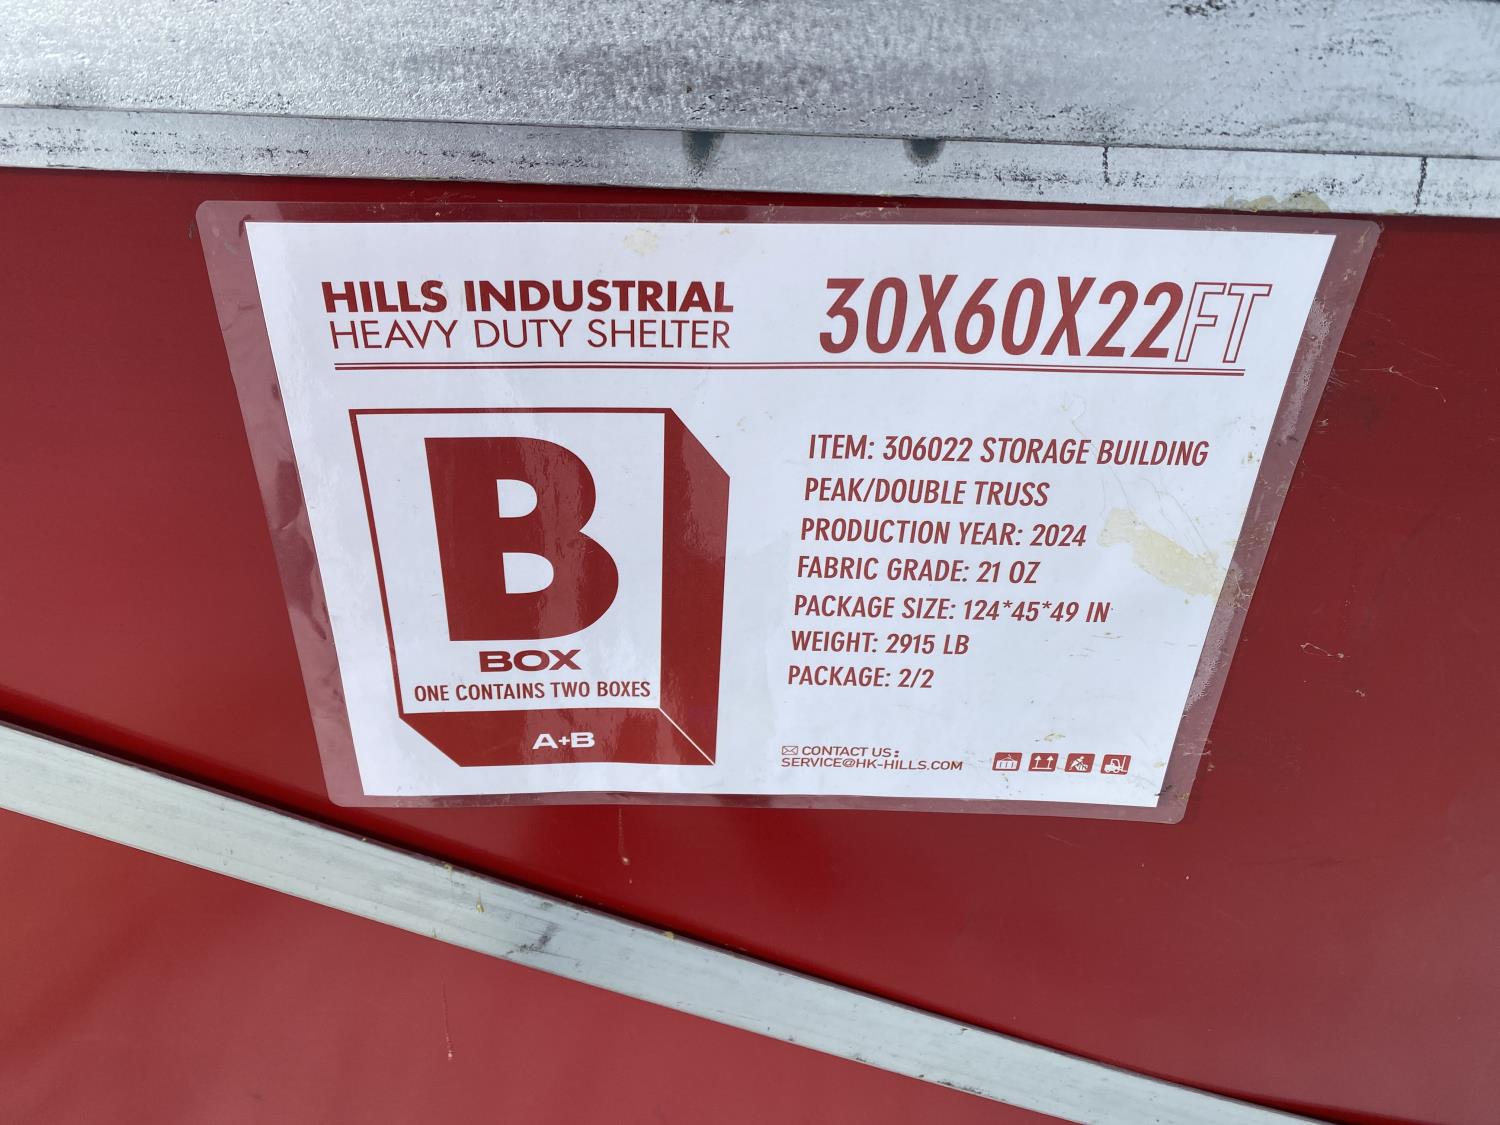 HILLS INDUSTRIAL
HEAVY DUTY SHELTER
30X60X22FT
B
BOX
ONE CONTAINS TWO BOXES
A+B
ITEM: 306022 STORAGE BUILDING
PEAK/DOUBLE TRUSS
PRODUCTION YEAR: 2024
FABRIC GRADE: 21 OZ
PACKAGE SIZE: 124*45*49 IN
WEIGHT: 2915 LB
PACKAGE: 2/2
CONTACT US:
SERVICE@HK-HILLS.COM